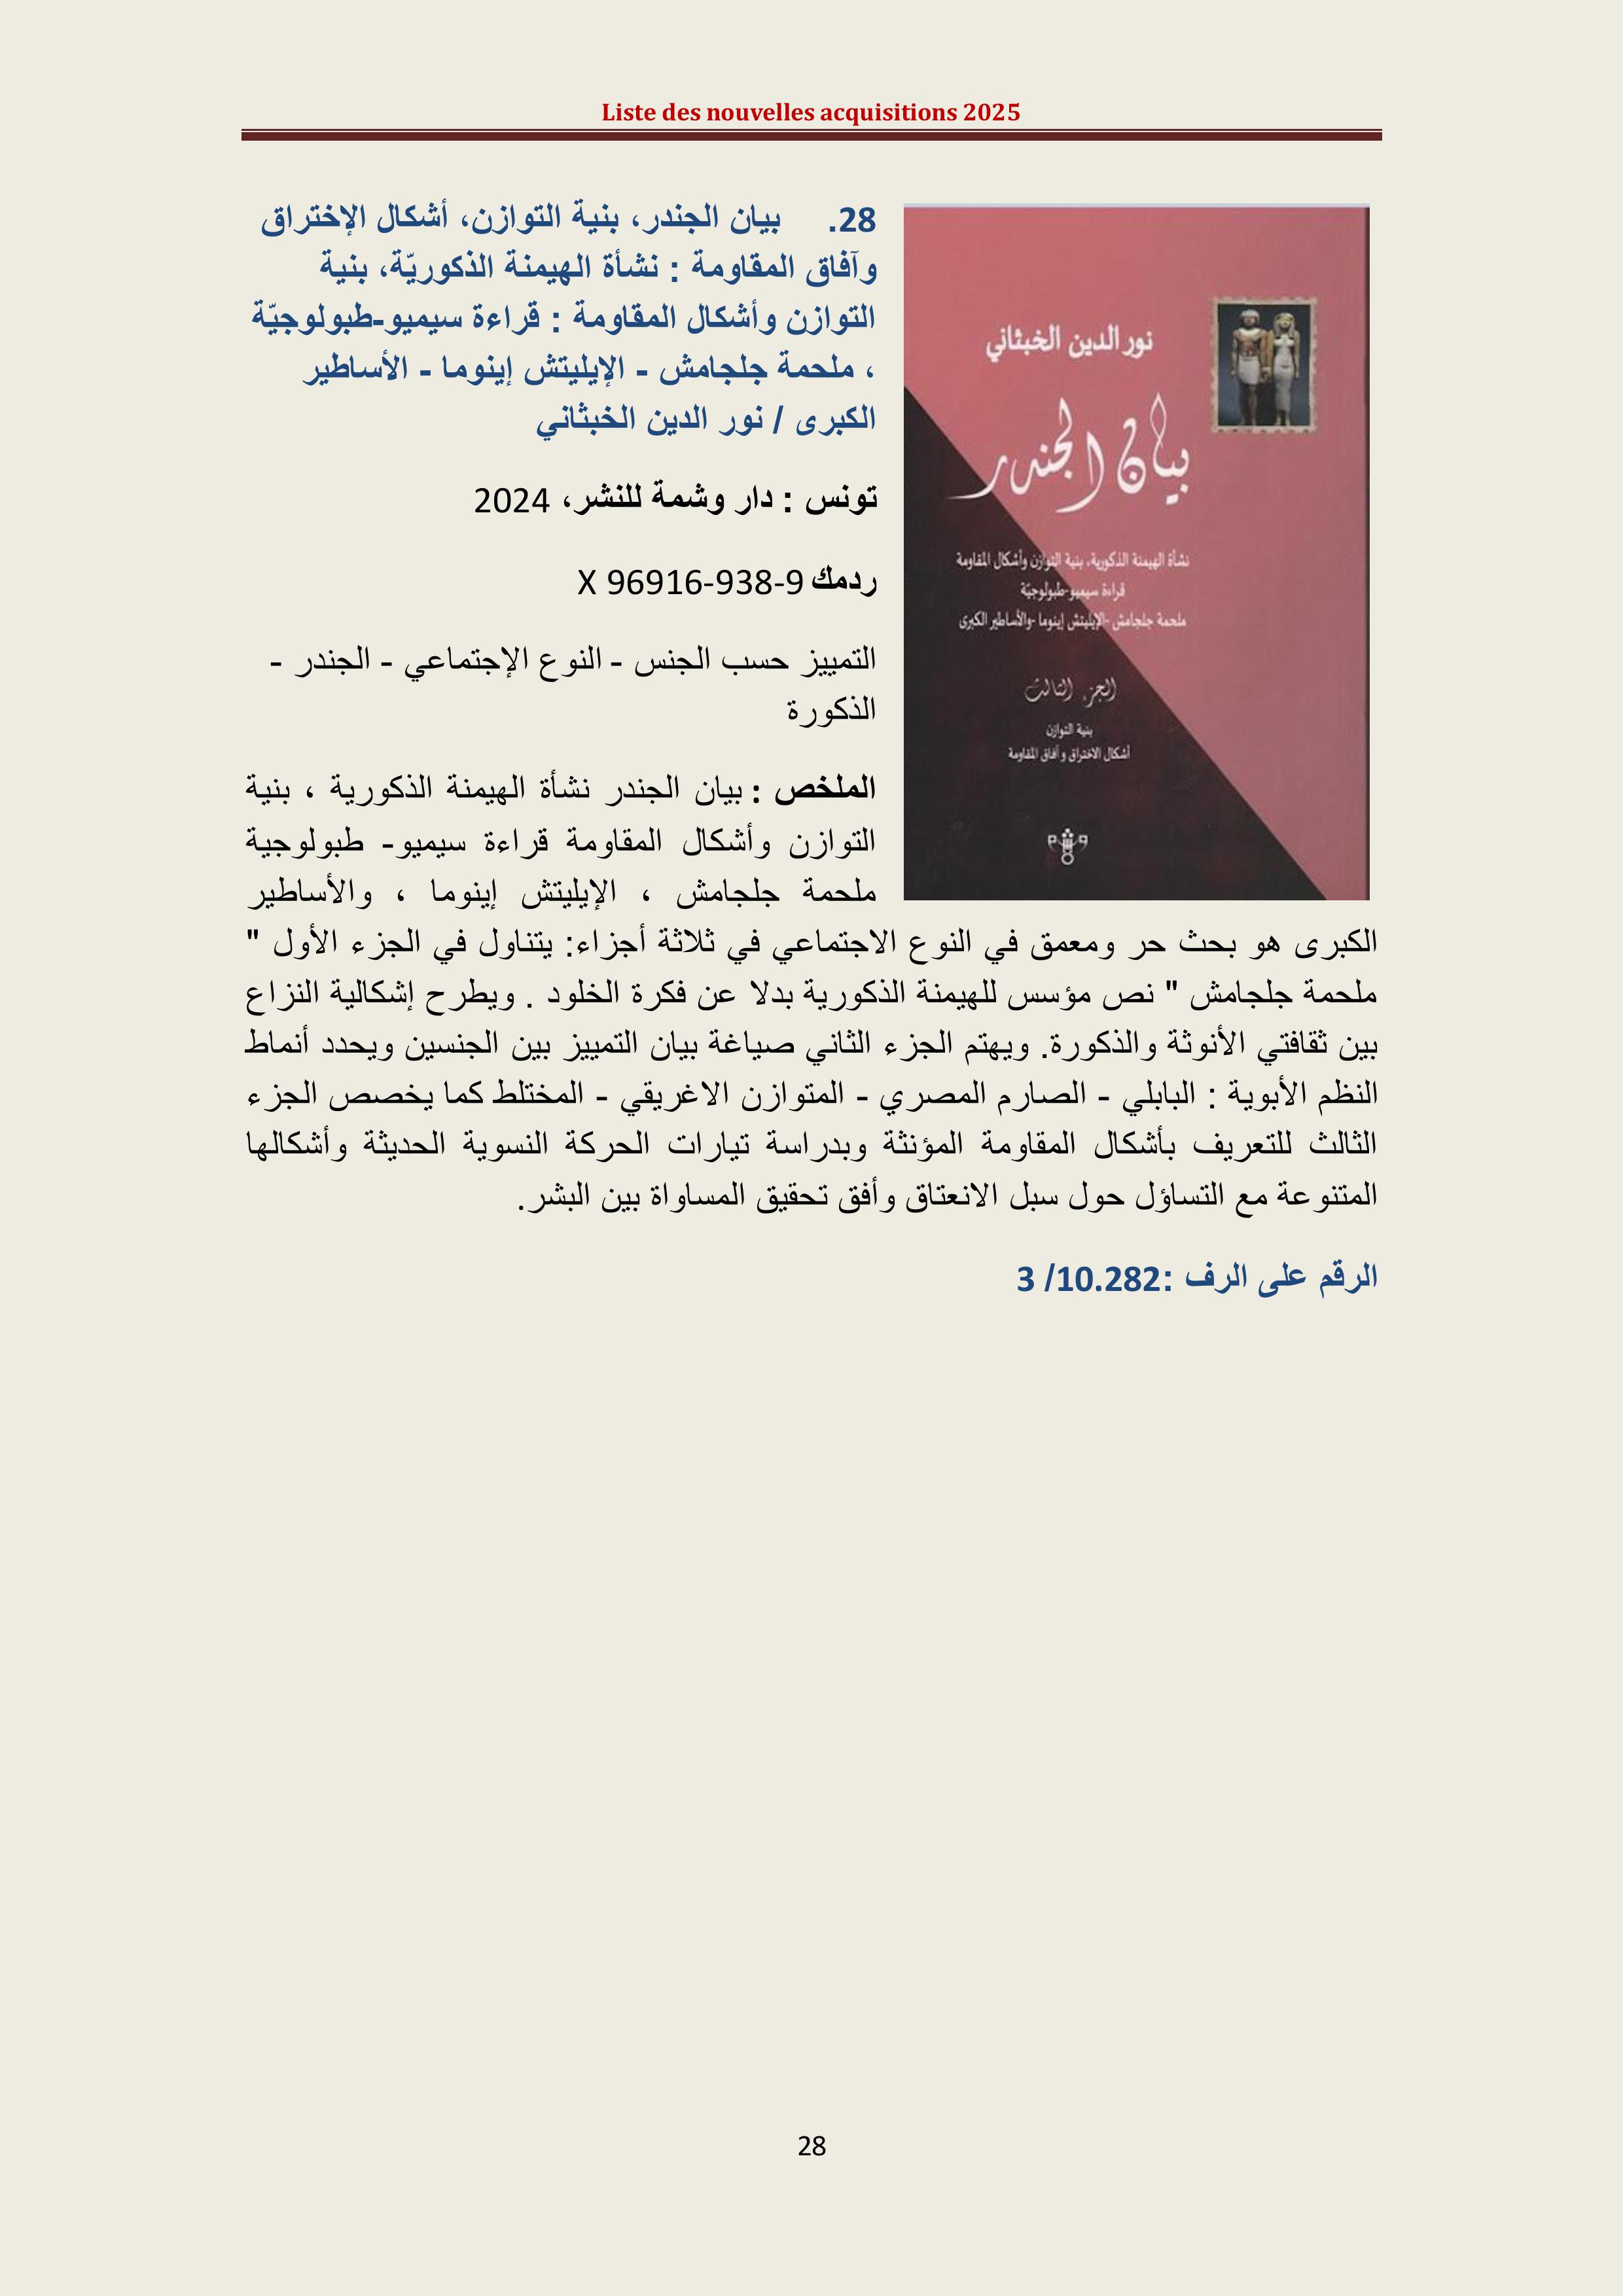 Liste des nouvelles acquisitions 2025
28. بيان الجندر، بنية التوازن، أشكال الإختراق
وآفاق المقاومة : نشأة الهيمنة الذكوريّة، بنية
التوازن وأشكال المقاومة : قراءة سيميو-طبولوجيّة
، ملحمة جلجامش - الإيليتش إينوما - الأساطير
الكبرى / نور الدين الخبثاني
تونس : دار وشمة للنشر، 2024
ردمك 9-938-96916 X
التمييز حسب الجنس - النوع الإجتماعي - الجندر -
الذكورة
الملخص : بيان الجندر نشأة الهيمنة الذكورية ، بنية
التوازن وأشكال المقاومة قراءة سيميو- طبولوجية
ملحمة جلجامش ، الإيليتش إينوما ، والأساطير
الكبرى هو بحث حر ومعمق في النوع الاجتماعي في ثلاثة أجزاء: يتناول في الجزء الأول "
ملحمة جلجامش " نص مؤسس للهيمنة الذكورية بدلا عن فكرة الخلود . ويطرح إشكالية النزاع
بين ثقافتي الأنوثة والذكورة. ويهتم الجزء الثاني صياغة بيان التمييز بين الجنسين ويحدد أنماط
النظم الأبوية : البابلي - الصارم المصري - المتوازن الاغريقي - المختلط كما يخصص الجزء
الثالث للتعريف بأشكال المقاومة المؤنثة وبدراسة تيارات الحركة النسوية الحديثة وأشكالها
المتنوعة مع التساؤل حول سبل الانعتاق وأفق تحقيق المساواة بين البشر.
الرقم على الرف :10.282/ 3
نور الدين الخبثاني
بيان الجندر
نشأة الهيمنة الذكورية، بنية التوازن وأشكال المقاومة
قراءة سيميو-طبولوجيّة
ملحمة جلجامش -الإيليتش إينوما -والأساطير الكبرى
الجزء الثالث
بنية التوازن
أشكال الاختراق و آفاق المقاومة
28